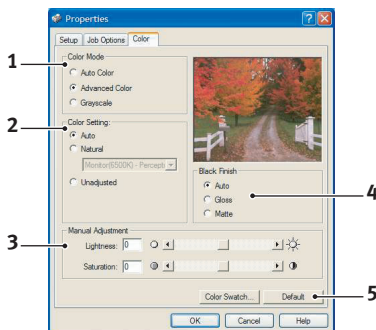 Properties
Setup Job Options Color
1
Color Mode
Auto Color
Advanced Color
Grayscale
2
Color Setting:
Auto
Natural
Monitor(6500K) - Percepti
Unadjusted
Black Finish
Auto
Gloss
Matte
4
Manual Adjustment
3
Lightness: 0
Saturation: 0
Color Swatch... Default
5
OK Cancel Help